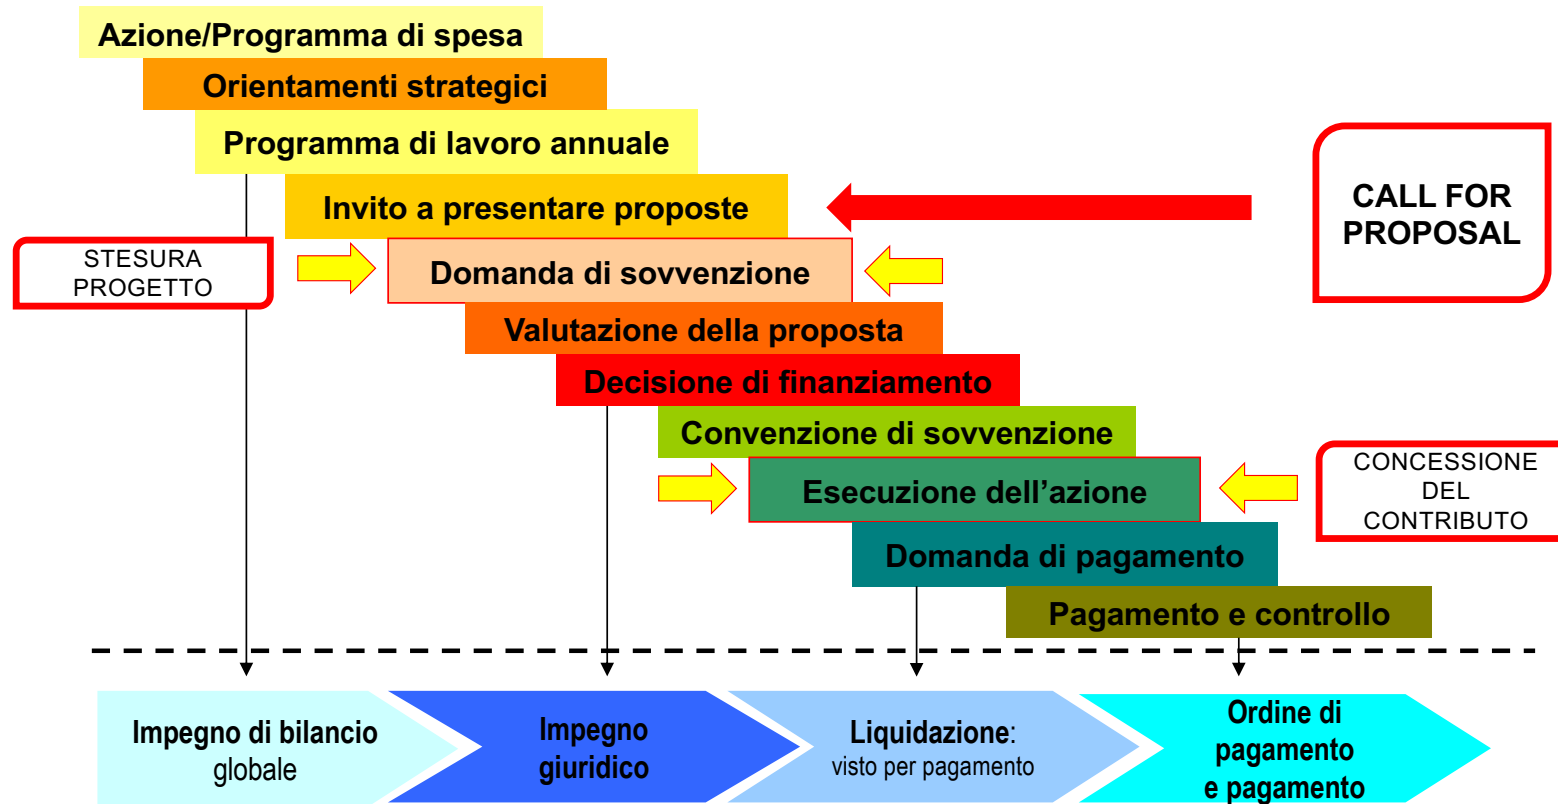 Azione/Programma di spesa
Orientamenti strategici
Programma di lavoro annuale
Invito a presentare proposte
CALL FOR
PROPOSAL
STESURA
PROGETTO
Domanda di sovvenzione
Valutazione della proposta
Decisione di finanziamento
Convenzione di sovvenzione
Esecuzione dell’azione
CONCESSIONE
DEL
CONTRIBUTO
Domanda di pagamento
Pagamento e controllo
Impegno di bilancio
globale
Impegno
giuridico
Liquidazione:
visto per pagamento
Ordine di
pagamento
e pagamento